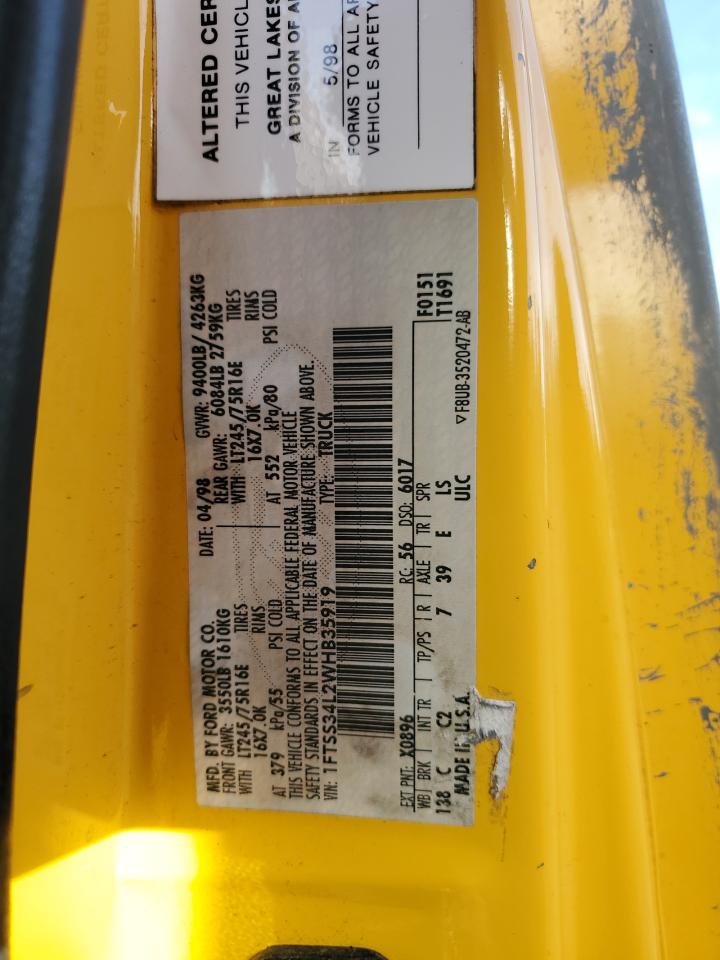 ALTERED CER
THIS VEHICL
GREAT LAKES
A DIVISION OF A
IN 5/98
FORMS TO ALL AP
VEHICLE SAFETY
MFD. BY FORD MOTOR CO.
DATE: 04/98 GVWR: 9400LB/ 4263KG
FRONT GAWR: 3550LB 1610KG REAR GAWR: 6084LB 2759KG
WITH LT245/75R16E TIRES WITH LT245/75R16E TIRES
16X7.0K RIMS 16X7.0K RIMS
AT 379 kPa/55 PSI COLD AT 552 kPa/80 PSI COLD
THIS VEHICLE CONFORMS TO ALL APPLICABLE FEDERAL MOTOR VEHICLE
SAFETY STANDARDS IN EFFECT ON THE DATE OF MANUFACTURE SHOWN ABOVE.
VIN: 1FTSS34L2WHB35919 TYPE: TRUCK
EXT PNT: X0896 RC: 56 DSO: 6017 F0151
WB BRK INT TR TP/PS R AXLE TR SPR T1691
138 C C2 7 39 E LS
MADE IN U.S.A. ULC
▽F8UB-3520472-AB